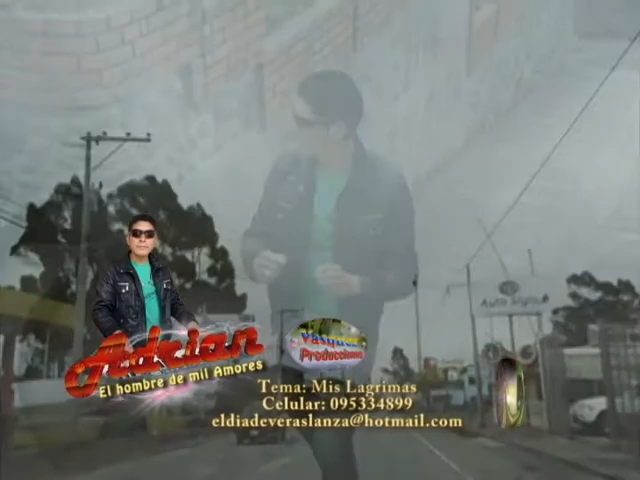 Auto
Adrian
El hombre de mil Amores
Vasquez
Producciones
Tema: Mis Lagrimas
Celular: 095334899
eldiadeveraslanza@hotmail.com